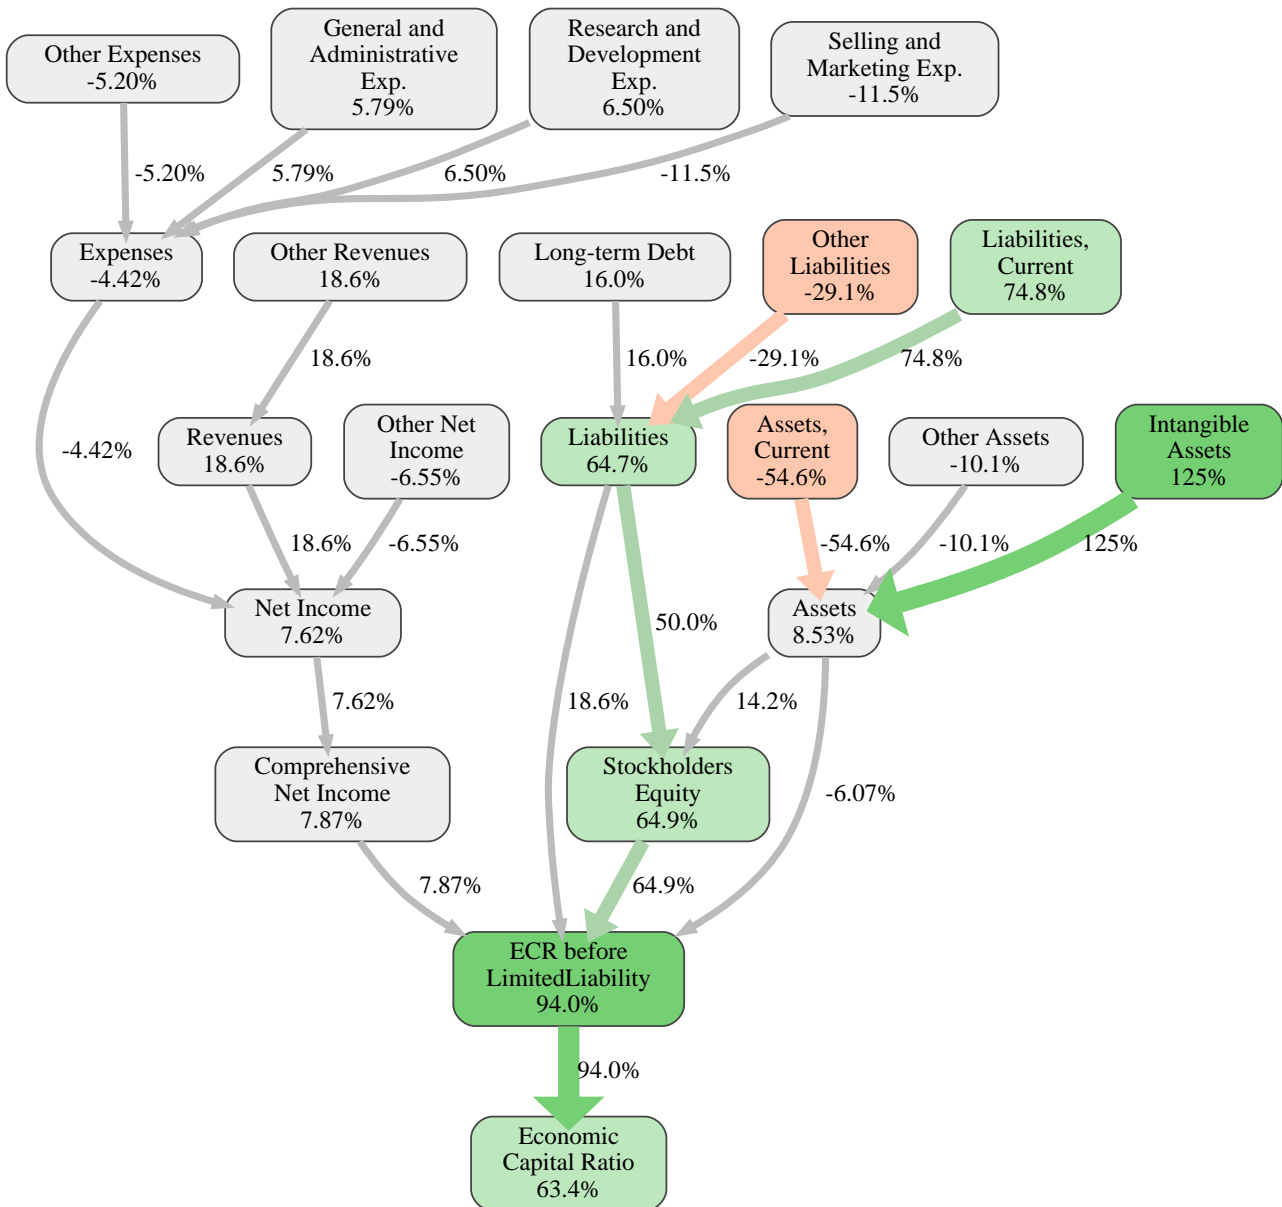 Other Expenses
-5.20%
General and
Administrative
Exp.
5.79%
Research and
Development
Exp.
6.50%
Selling and
Marketing Exp.
-11.5%
-5.20%
5.79%
6.50%
-11.5%
Expenses
-4.42%
Other Revenues
18.6%
Long-term Debt
16.0%
Other
Liabilities
-29.1%
Liabilities,
Current
74.8%
18.6%
16.0%
-29.1%
74.8%
-4.42%
Revenues
18.6%
Other Net
Income
-6.55%
Liabilities
64.7%
Assets,
Current
-54.6%
Other Assets
-10.1%
Intangible
Assets
125%
18.6%
-6.55%
-54.6%
-10.1%
125%
Net Income
7.62%
50.0%
Assets
8.53%
7.62%
18.6%
14.2%
Comprehensive
Net Income
7.87%
Stockholders
Equity
64.9%
-6.07%
7.87%
64.9%
ECR before
LimitedLiability
94.0%
94.0%
Economic
Capital Ratio
63.4%